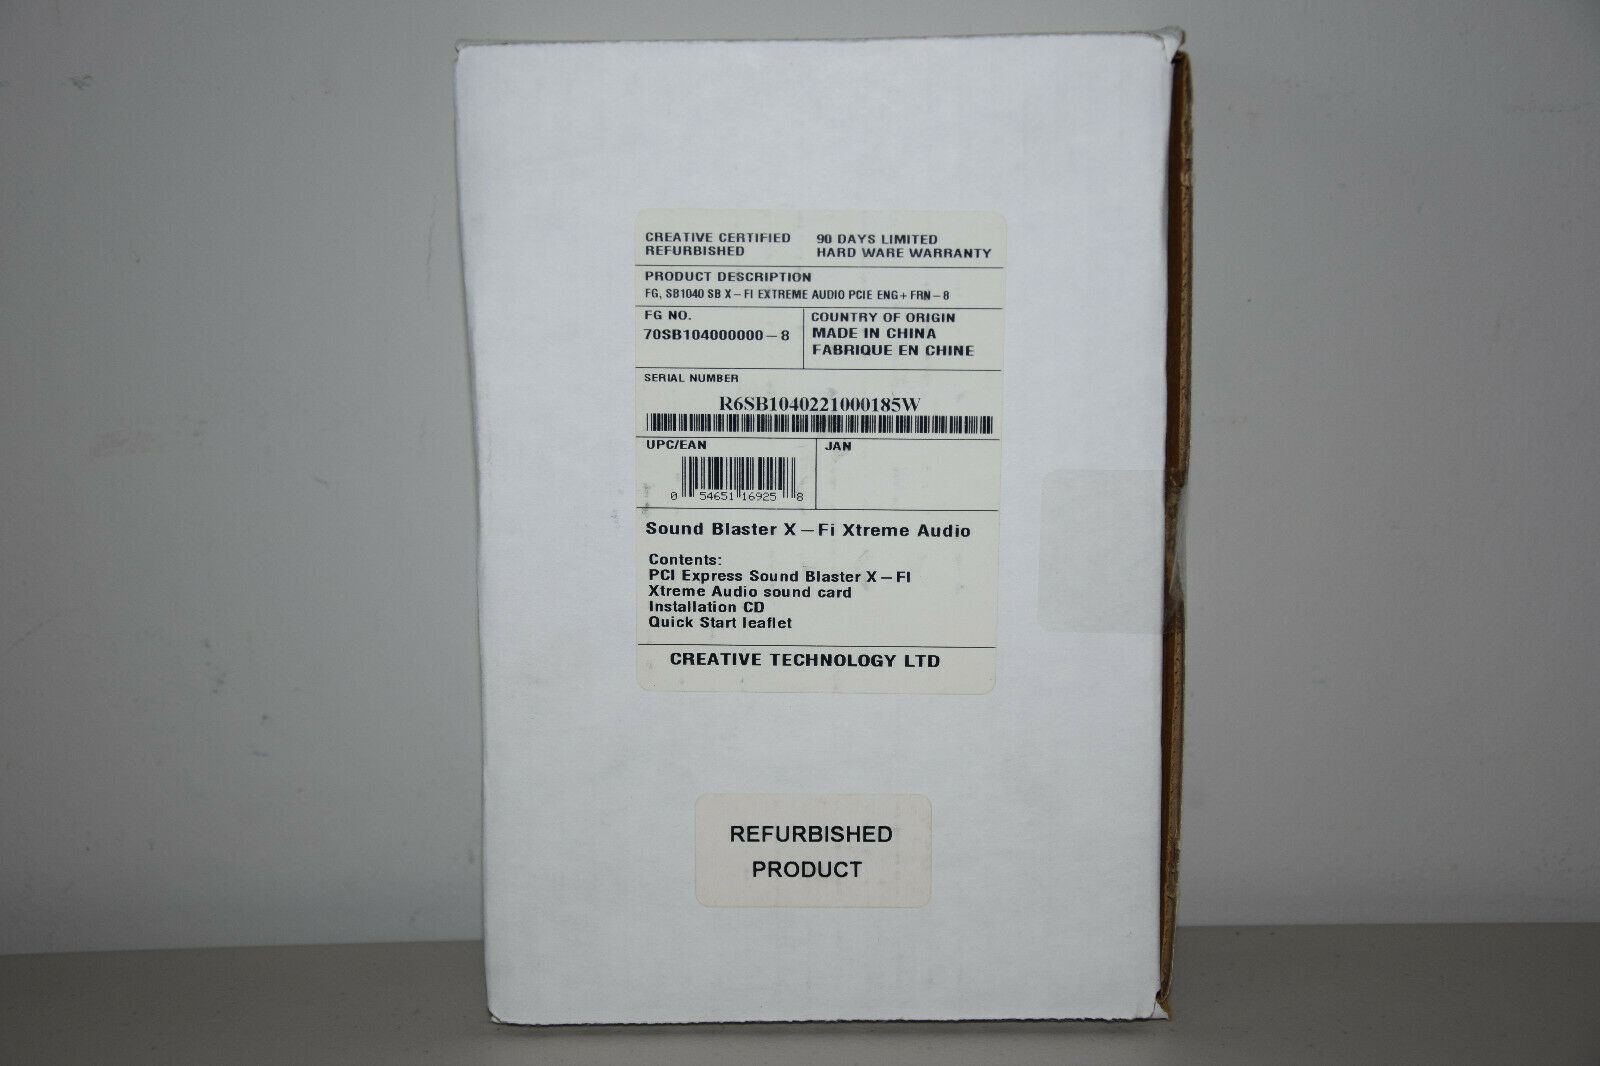 CREATIVE CERTIFIED
REFURBISHED
90 DAYS LIMITED
HARD WARE WARRANTY
PRODUCT DESCRIPTION
FG, SB1040 SB X-FI EXTREME AUDIO PCIE ENG+FRN-8
FG NO.
70SB104000000-8
COUNTRY OF ORIGIN
MADE IN CHINA
FABRIQUE EN CHINE
SERIAL NUMBER
R6SB1040221000185W
UPC/EAN
JAN
0 54651 16925 8
Sound Blaster X-Fi Xtreme Audio
Contents:
PCI Express Sound Blaster X-FI
Xtreme Audio sound card
Installation CD
Quick Start leaflet
CREATIVE TECHNOLOGY LTD
REFURBISHED
PRODUCT